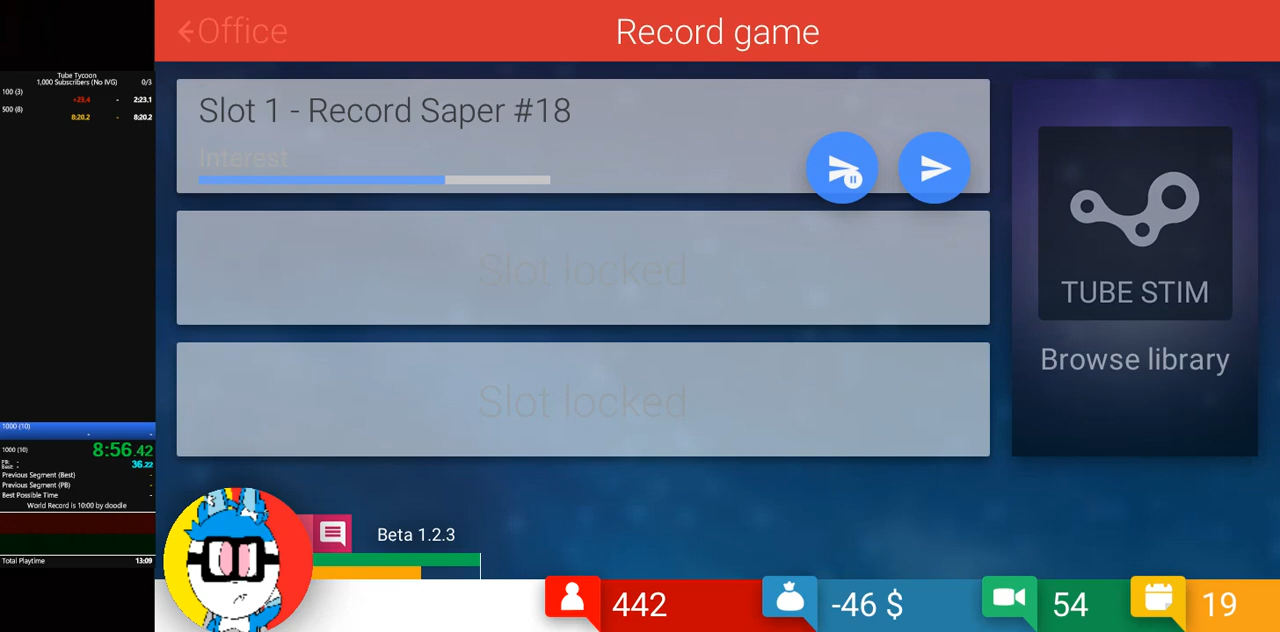 Tube Tycoon
1,000 Subscribers (No IVG) 0/3
100 (3) +23.4 - 2:23.1
500 (8) 8:20.2 - 8:20.2
1000 (10) - -
1000 (10) 8:56.42
PB: -
Best: - 36.22
Previous Segment (Best) -
Previous Segment (PB) -
Best Possible Time -
World Record is 10:00 by doodle
Total Playtime 13:09
Office
Record game
Slot 1 - Record Saper #18
Interest
Slot locked
Slot locked
TUBE STIM
Browse library
Beta 1.2.3
442
-46 $
54
19